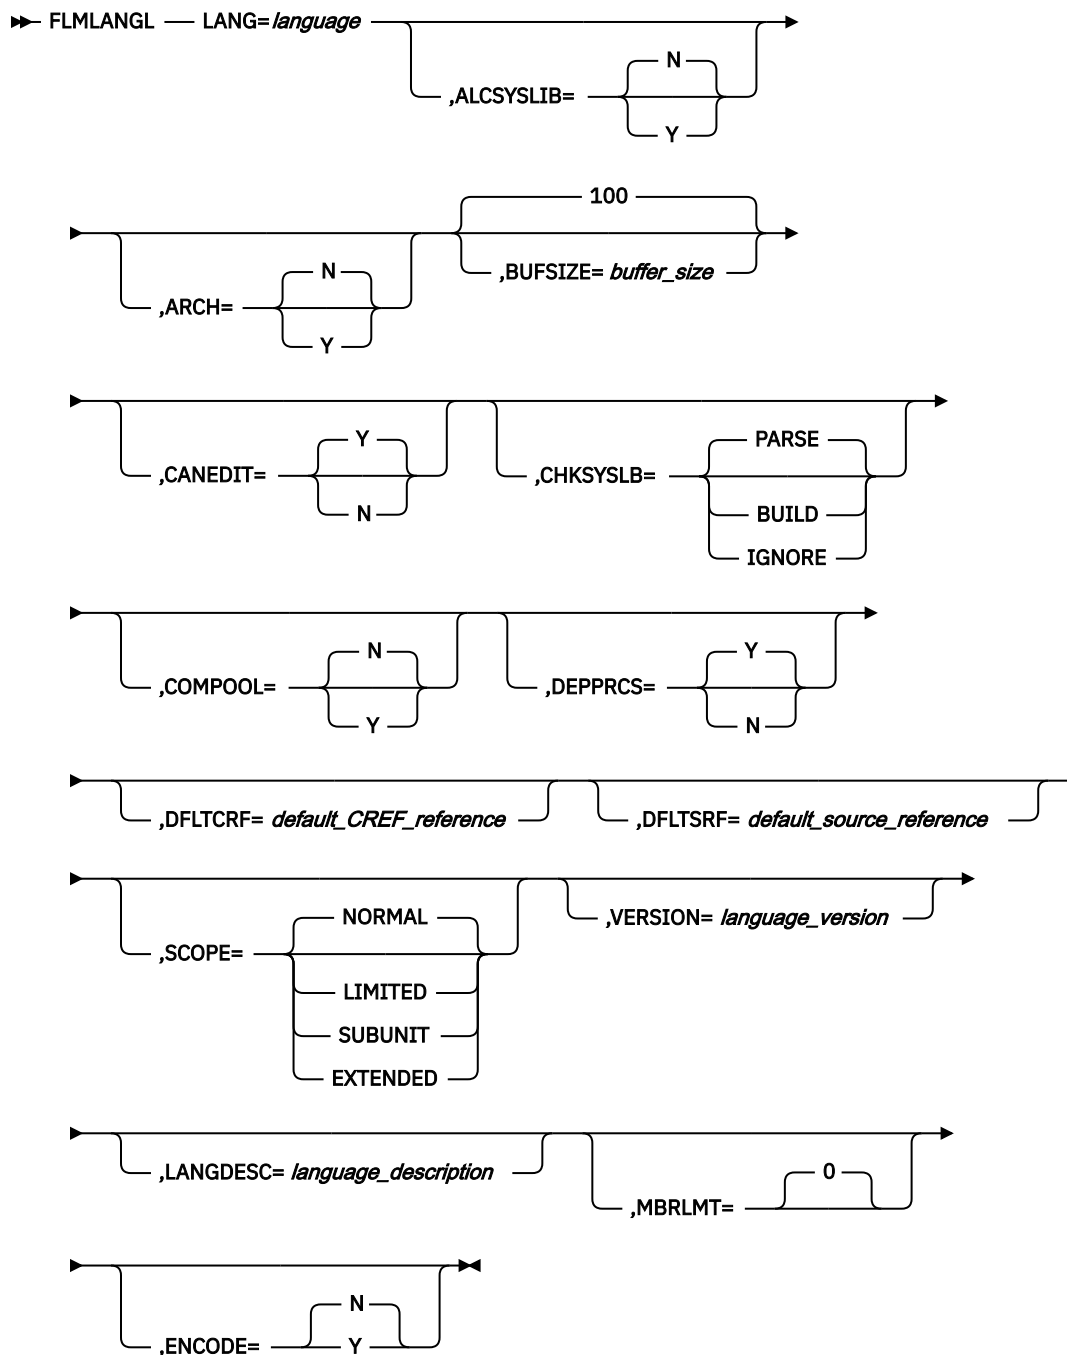 FLMLANGL LANG=language
N
,ALCSYSLIB=
Y
100
,BUFSIZE= buffer_size
N
,ARCH=
Y
Y
,CANEDIT=
N
PARSE
,CHKSYSLB=
BUILD
IGNORE
N
,COMPOOL=
Y
Y
,DEPPRCS=
N
,DFLTCRF= default_CREF_reference ,DFLTSRF= default_source_reference
NORMAL
,SCOPE=
LIMITED
SUBUNIT
EXTENDED
,VERSION= language_version
,LANGDESC= language_description
0
,MBRLMT=
N
,ENCODE= Y